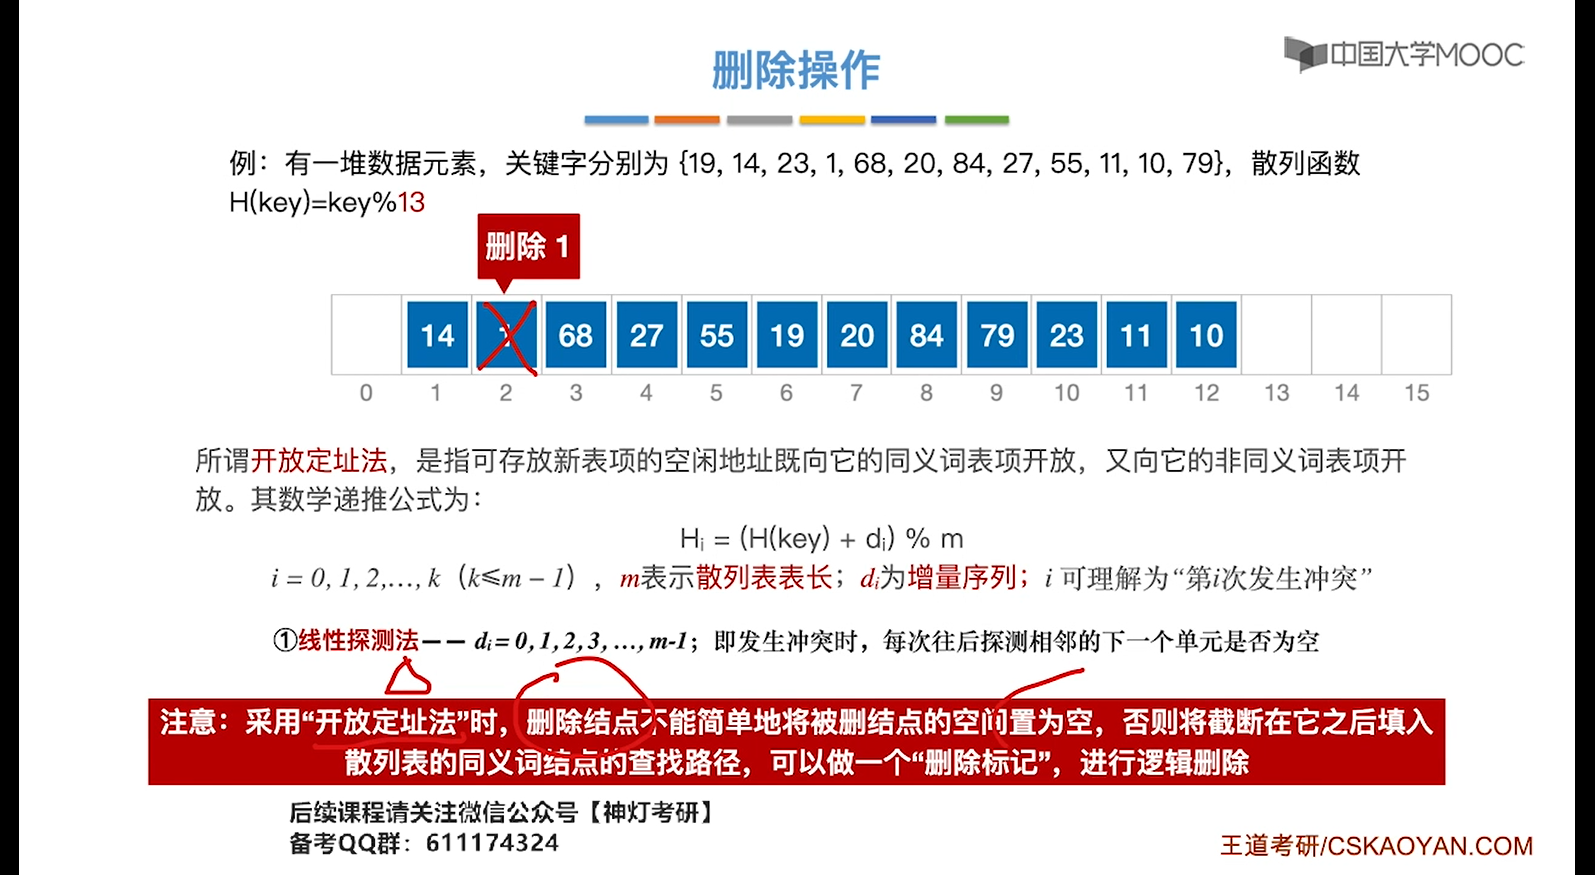 删除操作
中国大学MOOC
例：有一堆数据元素，关键字分别为 {19, 14, 23, 1, 68, 20, 84, 27, 55, 11, 10, 79}，散列函数
H(key)=key%13
删除 1
14 1 68 27 55 19 20 84 79 23 11 10
0 1 2 3 4 5 6 7 8 9 10 11 12 13 14 15
所谓开放定址法，是指可存放新表项的空闲地址既向它的同义词表项开放，又向它的非同义词表项开
放。其数学递推公式为：
Hᵢ = (H(key) + dᵢ) % m
i = 0, 1, 2,…, k（k≤m − 1），m表示散列表表长；dᵢ为增量序列；i 可理解为“第i次发生冲突”
①线性探测法—— dᵢ = 0, 1, 2, 3, …, m-1；即发生冲突时，每次往后探测相邻的下一个单元是否为空
注意：采用“开放定址法”时，删除结点不能简单地将被删结点的空间置为空，否则将截断在它之后填入
散列表的同义词结点的查找路径，可以做一个“删除标记”，进行逻辑删除
后续课程请关注微信公众号【神灯考研】
备考QQ群：611174324
王道考研/CSKAOYAN.COM